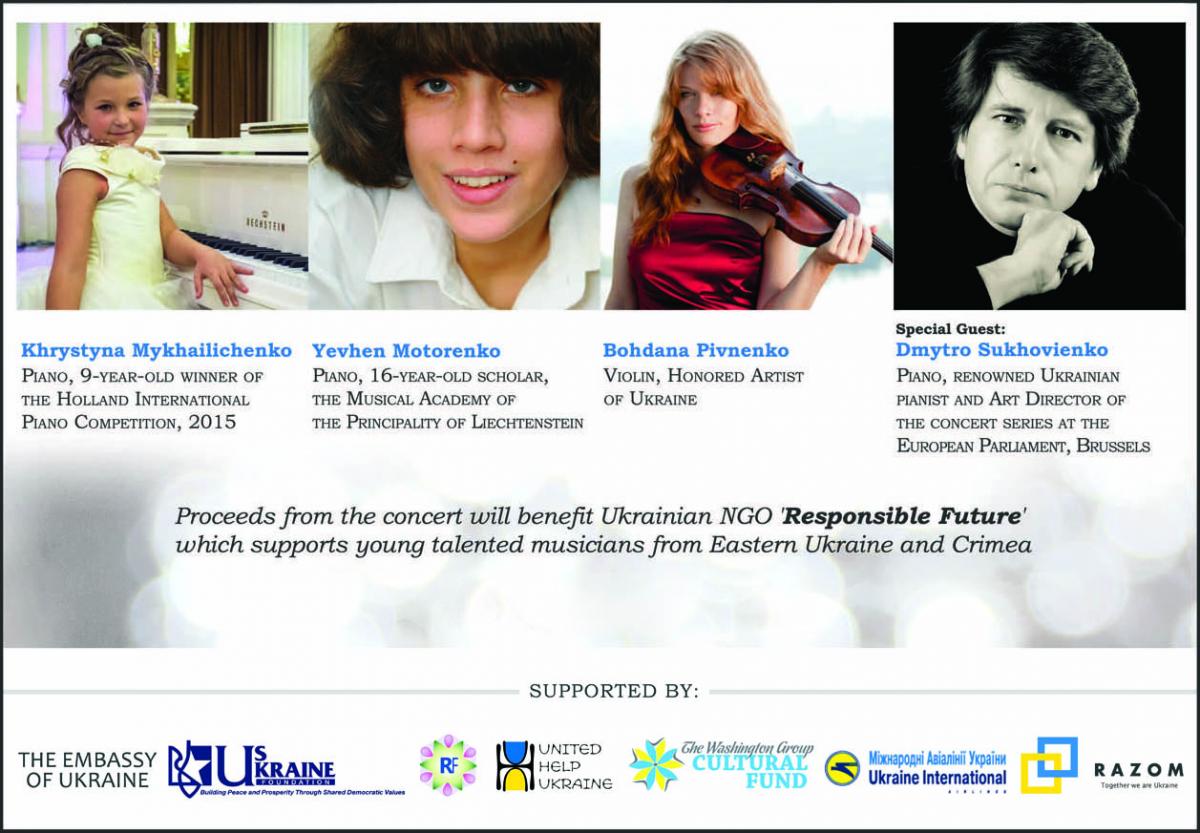 BECHSTEIN
Khrystyna Mykhailichenko
Piano, 9-year-old winner of
the Holland International
Piano Competition, 2015
Yevhen Motorenko
Piano, 16-year-old scholar,
the Musical Academy of
the Principality of Liechtenstein
Bohdana Pivnenko
Violin, Honored Artist
of Ukraine
Special Guest:
Dmytro Sukhovienko
Piano, renowned Ukrainian
pianist and Art Director of
the concert series at the
European Parliament, Brussels
Proceeds from the concert will benefit Ukrainian NGO 'Responsible Future'
which supports young talented musicians from Eastern Ukraine and Crimea
SUPPORTED BY:
THE EMBASSY
OF UKRAINE
US
UKRAINE
FOUNDATION
Building Peace and Prosperity Through Shared Democratic Values
RF
UNITED
HELP
UKRAINE
The Washington Group
CULTURAL
FUND
Міжнародні Авіалінії України
Ukraine International
AIRLINES
RAZOM
Together we are Ukraine